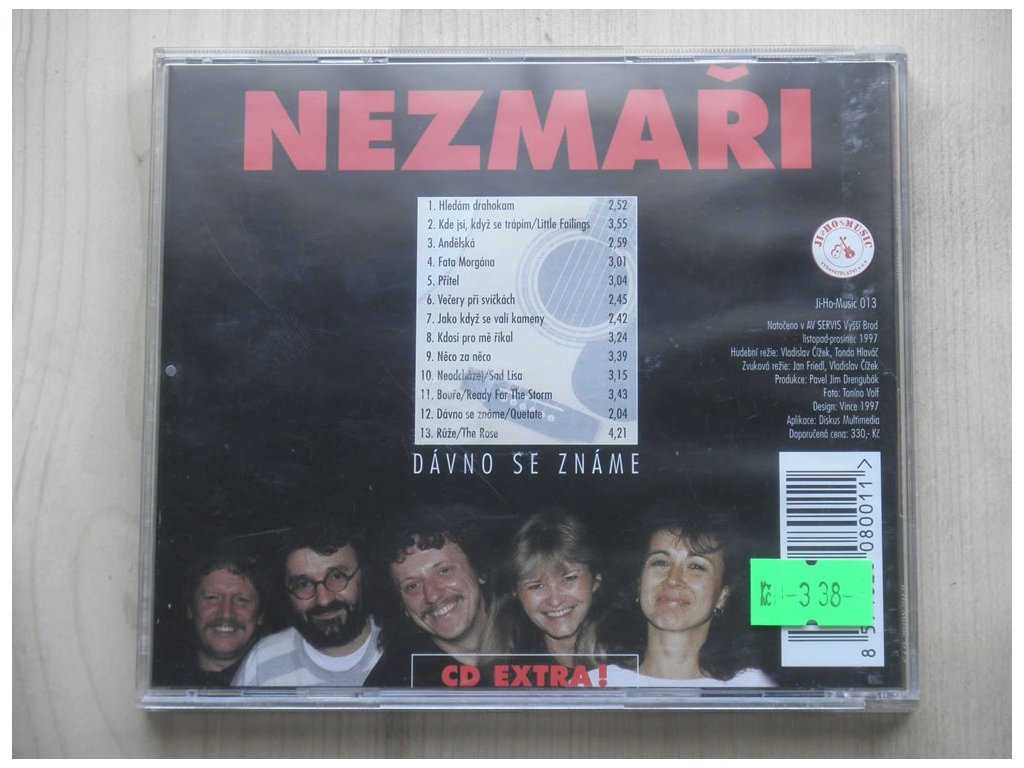 NEZMAŘI
1. Hledám drahokam 2,52
2. Kde jsi, když se trápím/Little Failings 3,55
3. Andělská 2,59
4. Fata Morgána 3,01
5. Přítel 3,04
6. Večery při svíčkách 2,45
7. Jako když se valí kameny 2,42
8. Kdosi pro mě říkal 3,24
9. Něco za něco 3,39
10. Neodcházej/Sad Lisa 3,15
11. Bouře/Ready Far The Storm 3,43
12. Dávno se známe/Quetate 2,04
13. Růže/The Rose 4,21
DÁVNO SE ZNÁME
JI-HO-MUSIC
VYDAVATELSTVÍ
Ji-Ho-Music 013
Natočeno v AV SERVIS Vyšší Brod
listopad-prosinec 1997
Hudební režie: Vladislav Čížek, Tonda Hlaváč
Zvuková režie: Jan Friedl, Vladislav Čížek
Produkce: Pavel Jim Drengubák
Foto: Toníno Volf
Design: Vince 1997
Aplikace: Diskus Multimedia
Doporučená cena: 330,- Kč
080011>
Kč 338-
CD EXTRA!